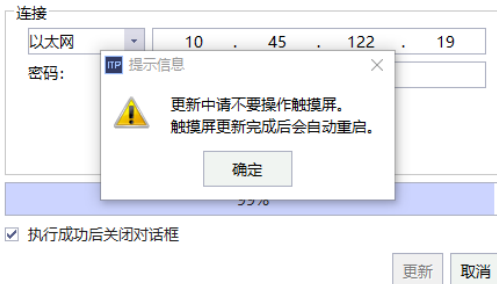 连接
以太网 10 . 45 . 122 . 19
密码:
ITP 提示信息
更新中请不要操作触摸屏。
触摸屏更新完成后会自动重启。
确定
99%
执行成功后关闭对话框
更新 取消